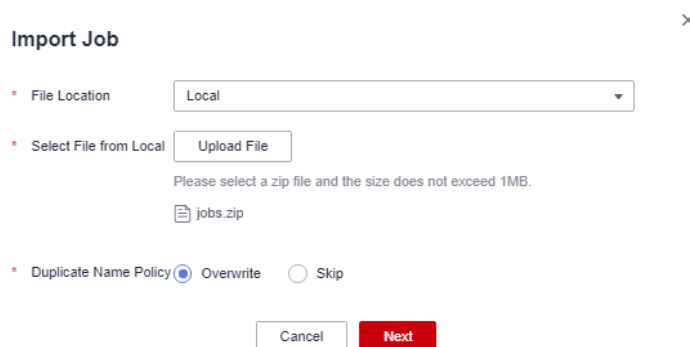 Import Job
* File Location Local
* Select File from Local Upload File
Please select a zip file and the size does not exceed 1MB.
jobs.zip
* Duplicate Name Policy Overwrite Skip
Cancel Next